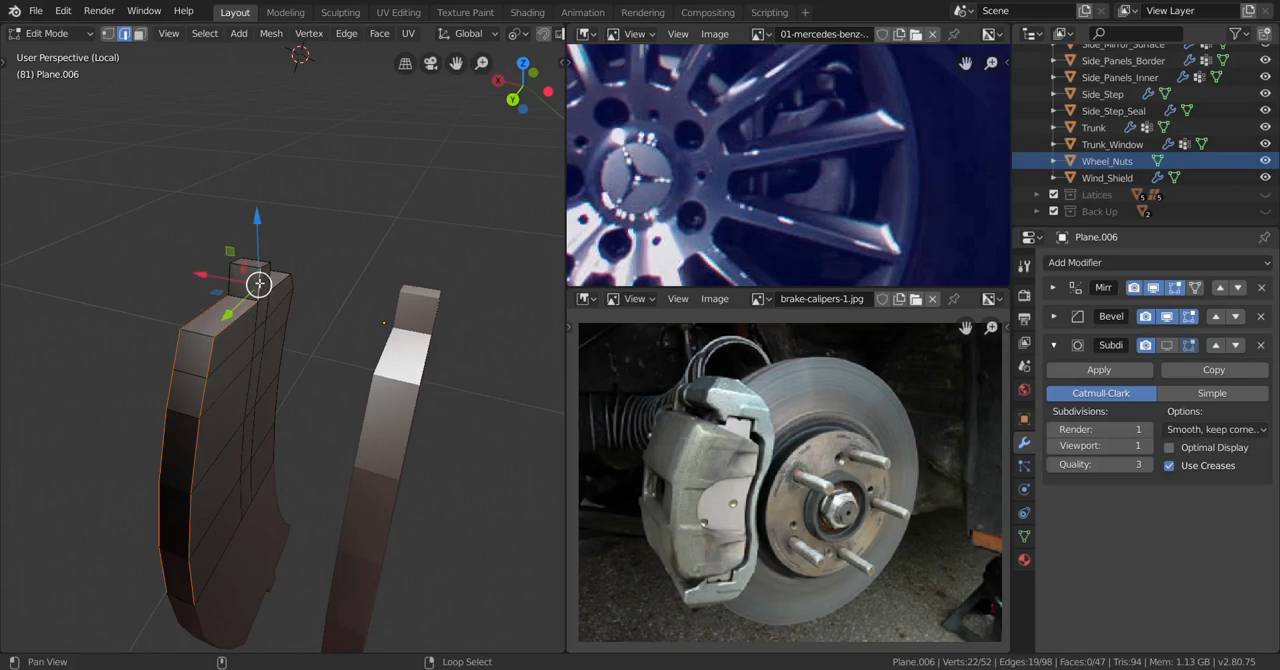 File Edit Render Window Help Layout Modeling Sculpting UV Editing Texture Paint Shading Animation Rendering Compositing Scripting + Scene View Layer
Edit Mode View Select Add Mesh Vertex Edge Face UV Global
User Perspective (Local)
(81) Plane.006
X
Y
Z
View View Image 01-mercedes-benz-..
View View Image brake-calipers-1.jpg
Side_Mirror_Surface
Side_Panels_Border
Side_Panels_Inner
Side_Step
Side_Step_Seal
Trunk
Trunk_Window
Wheel_Nuts
Wind_Shield
Latices 5 5
Back Up 2
Plane.006
Add Modifier
Mirr
Bevel
Subdi
Apply Copy
Catmull-Clark Simple
Subdivisions: Options:
Render: 1 Smooth, keep corne..
Viewport: 1 Optimal Display
Quality: 3 Use Creases
Pan View Loop Select Plane.006 | Verts:22/52 | Edges:19/98 | Faces:0/47 | Tris:94 | Mem: 1.13 GB | v2.80.75